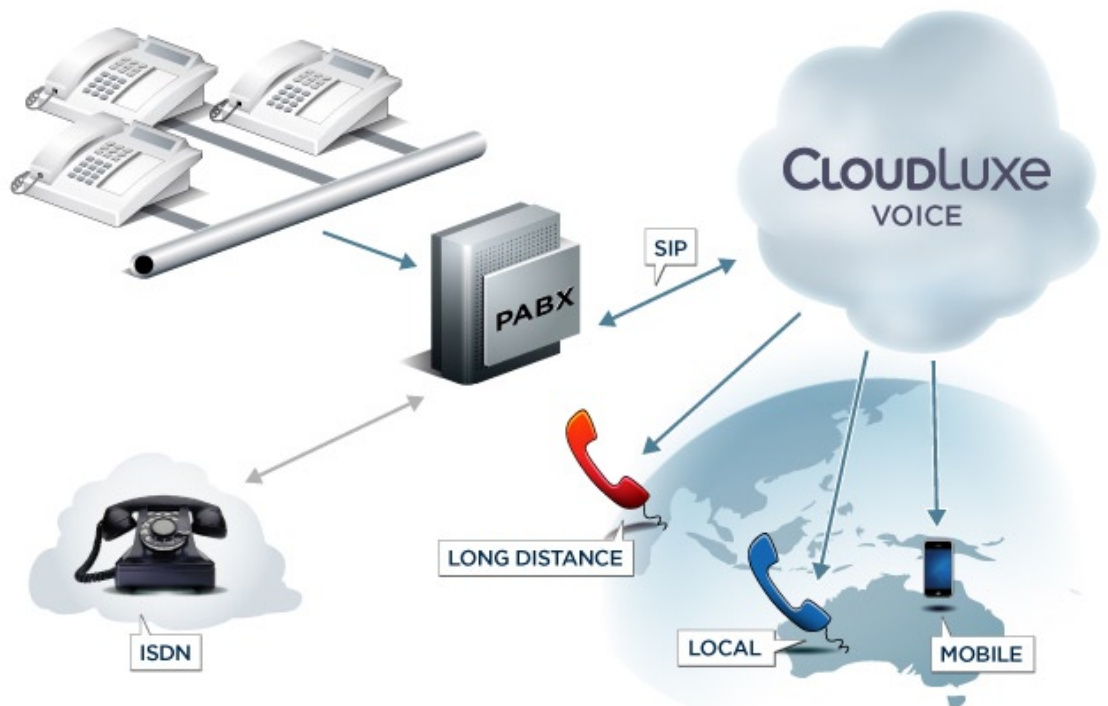 CLOUDLUXE
VOICE
SIP
PABX
LONG DISTANCE
LOCAL
MOBILE
ISDN